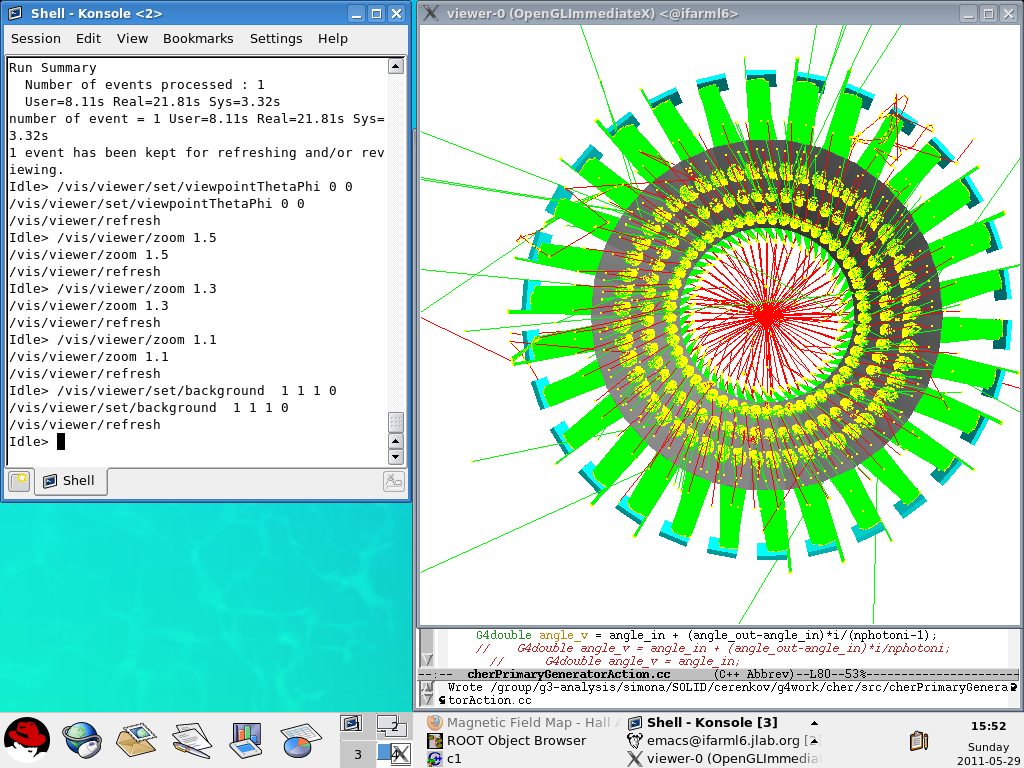 Shell - Konsole <2>
Session Edit View Bookmarks Settings Help
Run Summary
  Number of events processed : 1
  User=8.11s Real=21.81s Sys=3.32s
number of event = 1 User=8.11s Real=21.81s Sys=
3.32s
1 event has been kept for refreshing and/or rev
iewing.
Idle> /vis/viewer/set/viewpointThetaPhi 0 0
/vis/viewer/set/viewpointThetaPhi 0 0
/vis/viewer/refresh
Idle> /vis/viewer/zoom 1.5
/vis/viewer/zoom 1.5
/vis/viewer/refresh
Idle> /vis/viewer/zoom 1.3
/vis/viewer/zoom 1.3
/vis/viewer/refresh
Idle> /vis/viewer/zoom 1.1
/vis/viewer/zoom 1.1
/vis/viewer/refresh
Idle> /vis/viewer/set/background  1 1 1 0
/vis/viewer/set/background  1 1 1 0
/vis/viewer/refresh
Idle>
Shell
viewer-0 (OpenGLImmediateX) <@ifarml6>
G4double angle_v = angle_in + (angle_out-angle_in)*i/(nphotoni-1);
//    G4double angle_v = angle_in + (angle_out-angle_in)*i/nphotoni;
//      G4double angle_v = angle_in;
--:--  cherPrimaryGeneratorAction.cc      (C++ Abbrev)--L80--53%
Wrote /group/g3-analysis/simona/SOLID/cerenkov/g4work/cher/src/cherPrimaryGenera
torAction.cc
2
3
Magnetic Field Map - Hall A
ROOT Object Browser
c1
Shell - Konsole [3]
emacs@ifarml6.jlab.org [
viewer-0 (OpenGLImmedia
15:52
Sunday
2011-05-29